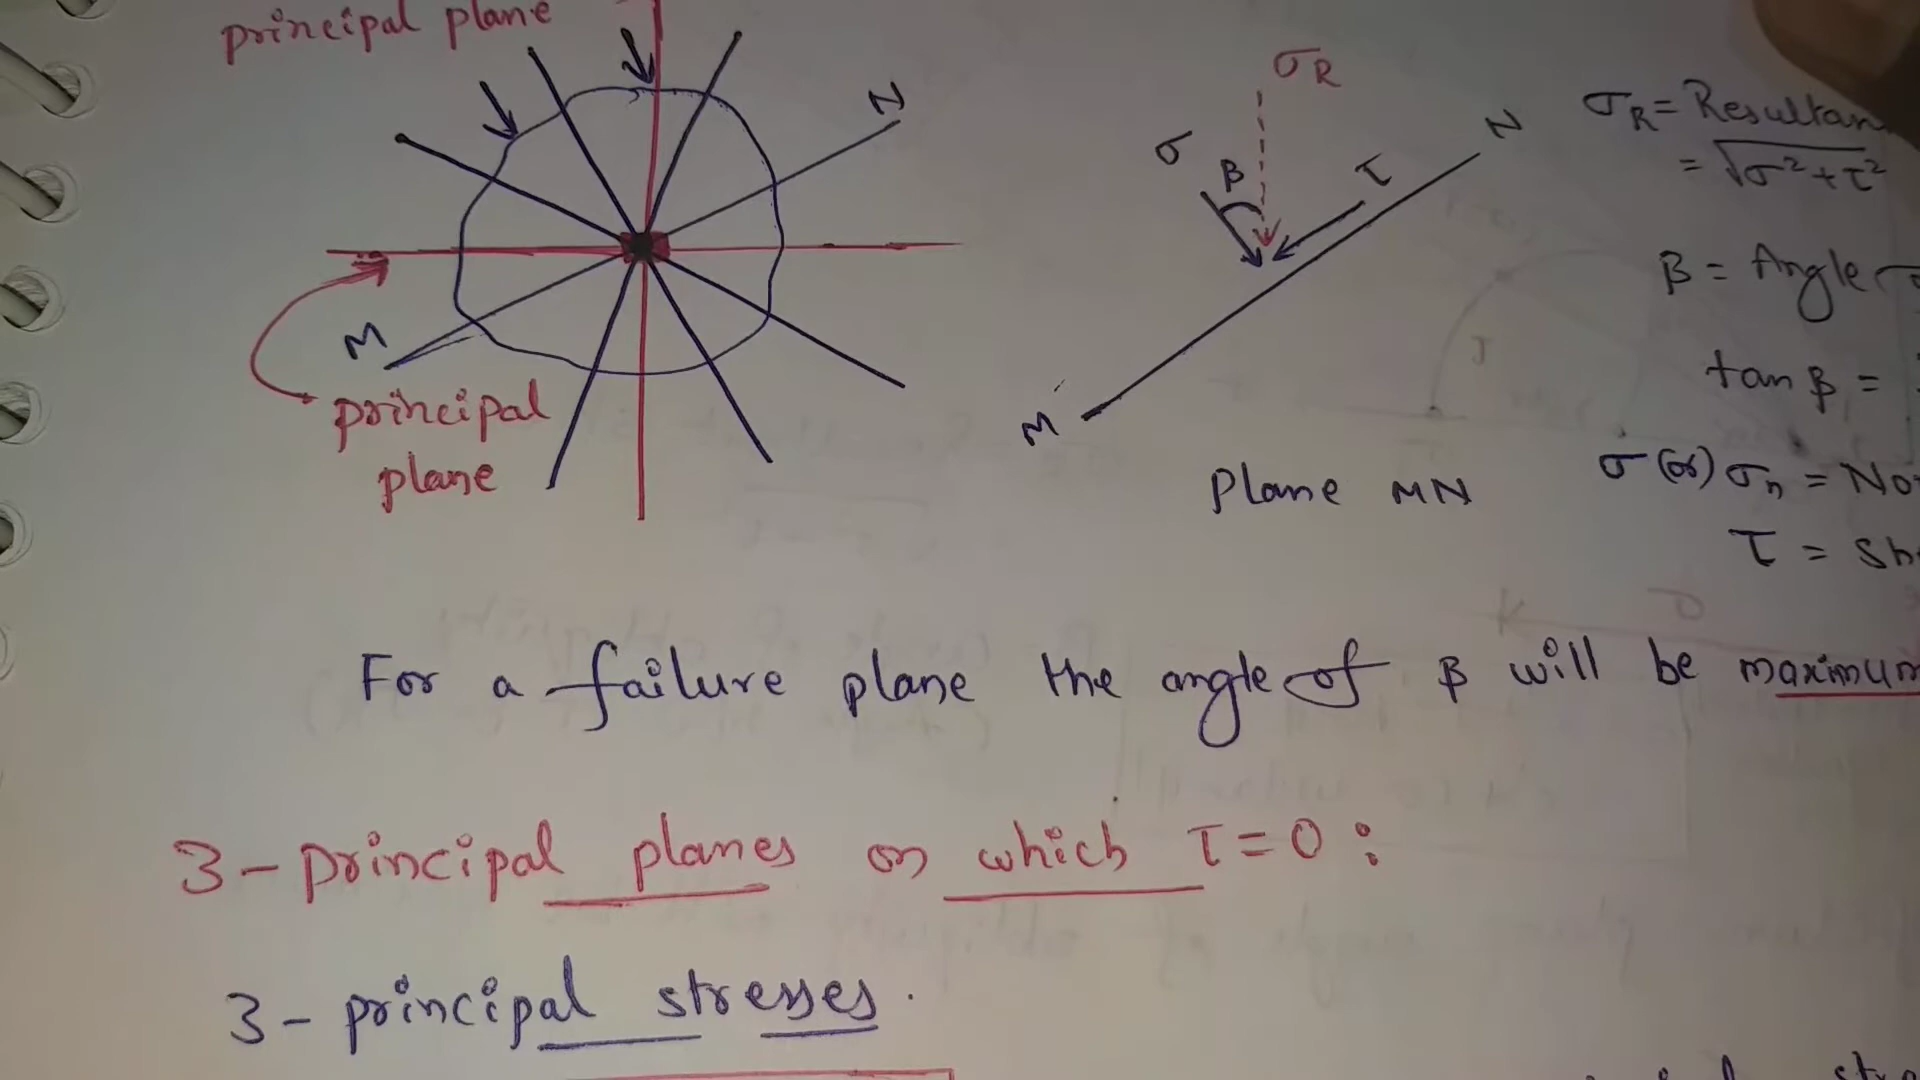 principal plane
N
M
principal
plane
σR
σ
β
τ
N
M
Plane MN
σR = Resultan
= √σ²+τ²
β = Angle
tan β =
σ (or) σn = No
τ = Sh
For a failure plane the angle of β will be maximum
3-principal planes on which τ = 0 :
3-principal stresses.